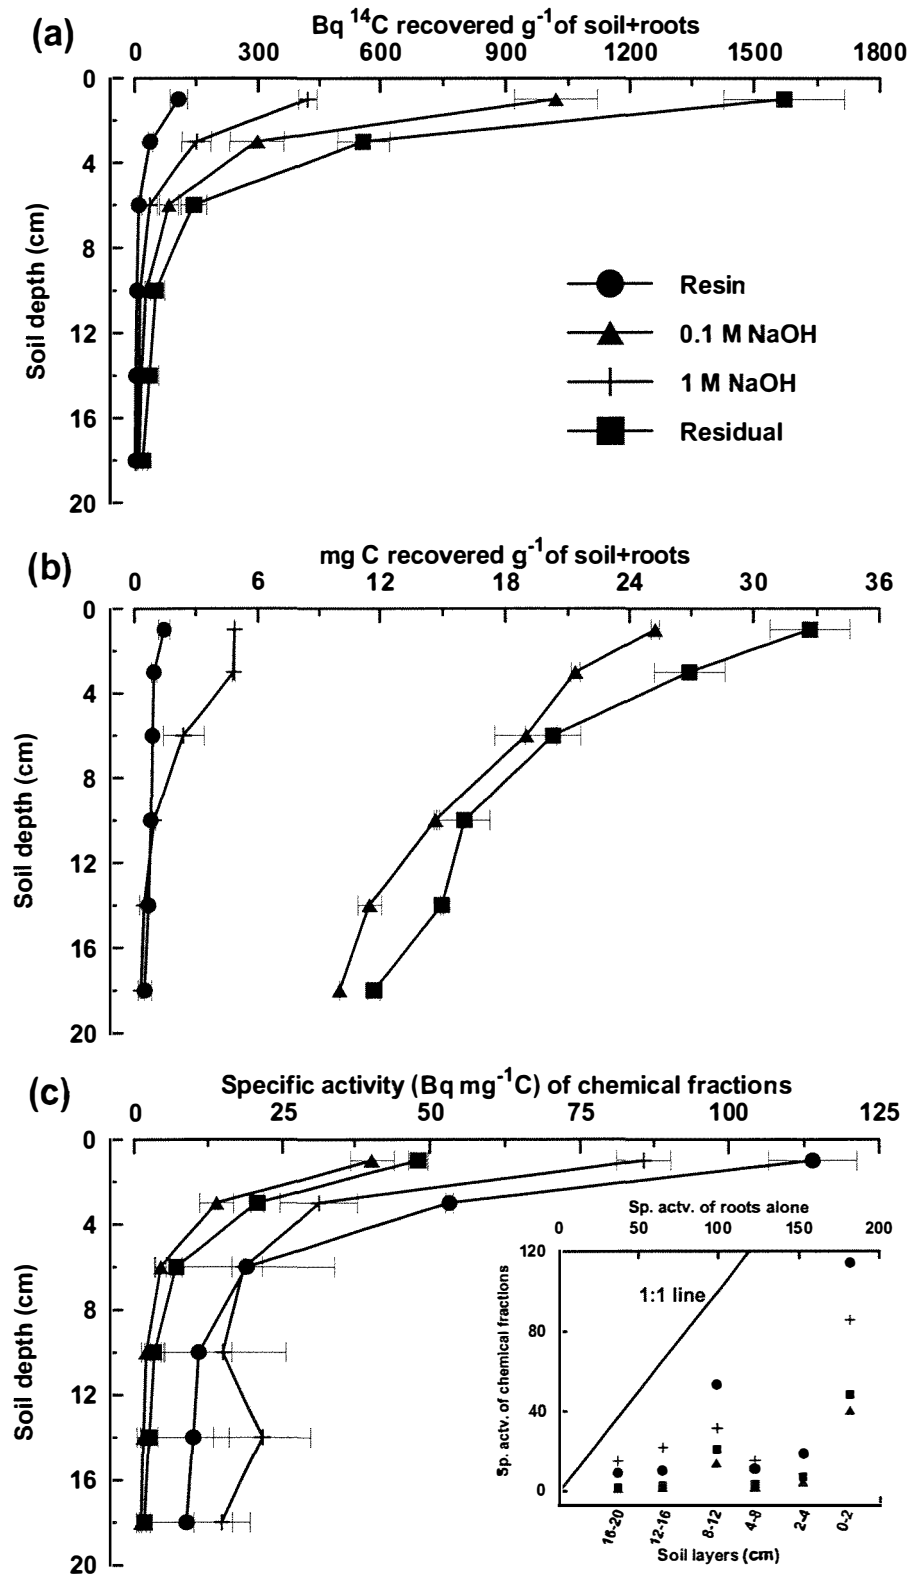 (a)
Bq ¹⁴C recovered g⁻¹of soil+roots
0 300 600 900 1200 1500 1800
0
4
8
12
16
20
Soil depth (cm)
Resin
0.1 M NaOH
1 M NaOH
Residual
(b)
mg C recovered g⁻¹of soil+roots
0 6 12 18 24 30 36
0
4
8
12
16
20
Soil depth (cm)
(c)
Specific activity (Bq mg⁻¹C) of chemical fractions
0 25 50 75 100 125
0
4
8
12
16
20
Soil depth (cm)
Sp. actv. of roots alone
0 50 100 150 200
120
80
40
0
Sp. actv. of chemical fractions
1:1 line
16-20 12-16 8-12 4-8 2-4 0-2
Soil layers (cm)